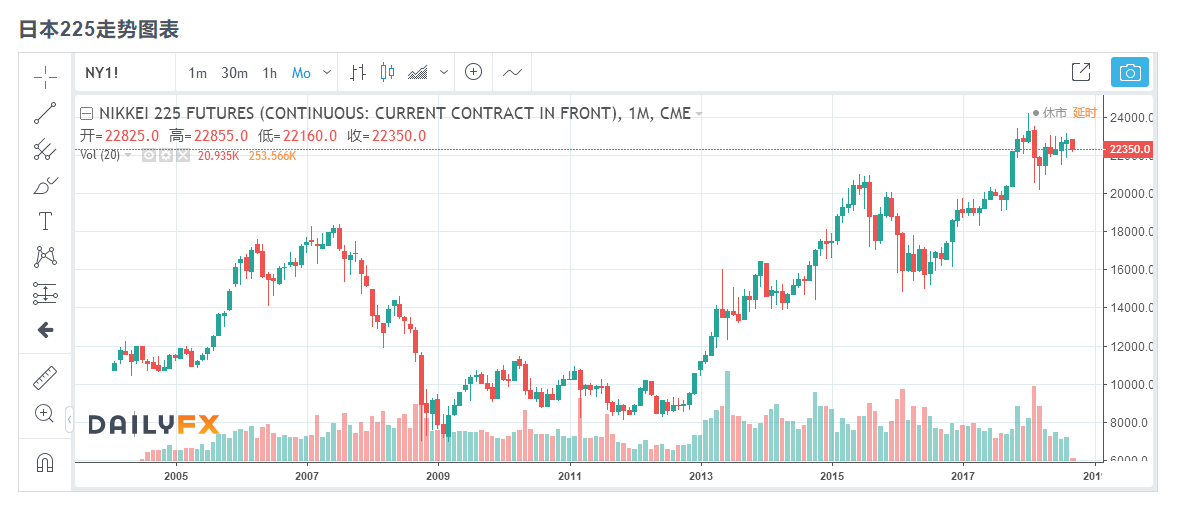 日本225走势图表
NY1! 1m 30m 1h Mo
NIKKEI 225 FUTURES (CONTINUOUS: CURRENT CONTRACT IN FRONT), 1M, CME
休市 延时
开=22825.0 高=22855.0 低=22160.0 收=22350.0
Vol (20) 20.935K 253.566K
24000.0
22350.0
20000.0
18000.0
16000.0
14000.0
12000.0
10000.0
8000.0
6000.0
DAILYFX
2005 2007 2009 2011 2013 2015 2017 201